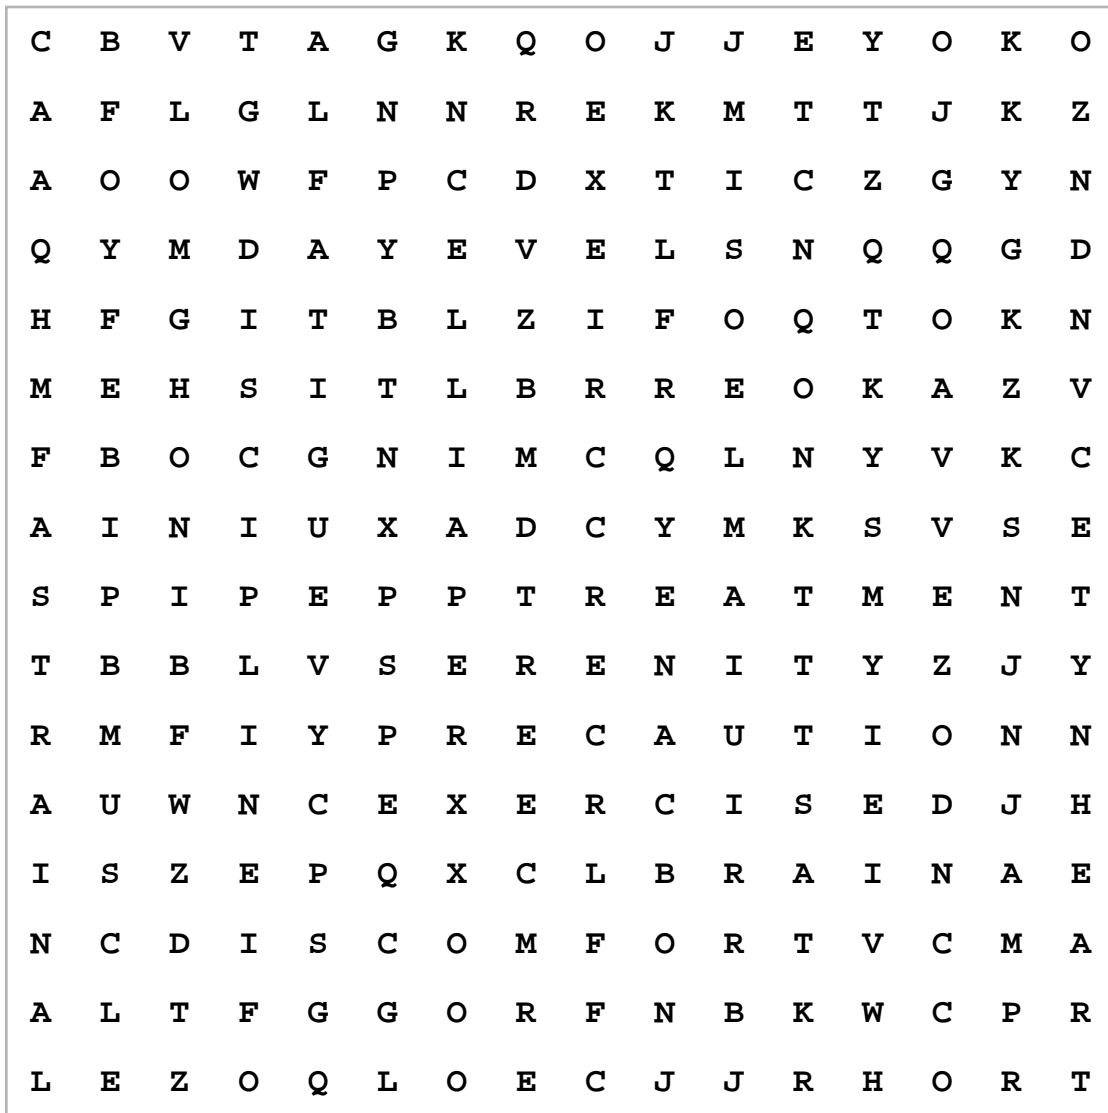 C B V T A G K Q O J J E Y O K O
A F L G L N N R E K M T T J K Z
A O O W F P C D X T I C Z G Y N
Q Y M D A Y E V E L S N Q Q G D
H F G I T B L Z I F O Q T O K N
M E H S I T L B R R E O K A Z V
F B O C G N I M C Q L N Y V K C
A I N I U X A D C Y M K S V S E
S P I P E P P T R E A T M E N T
T B B L V S E R E N I T Y Z J Y
R M F I Y P R E C A U T I O N N
A U W N C E X E R C I S E D J H
I S Z E P Q X C L B R A I N A E
N C D I S C O M F O R T V C M A
A L T F G G O R F N B K W C P R
L E Z O Q L O E C J J R H O R T